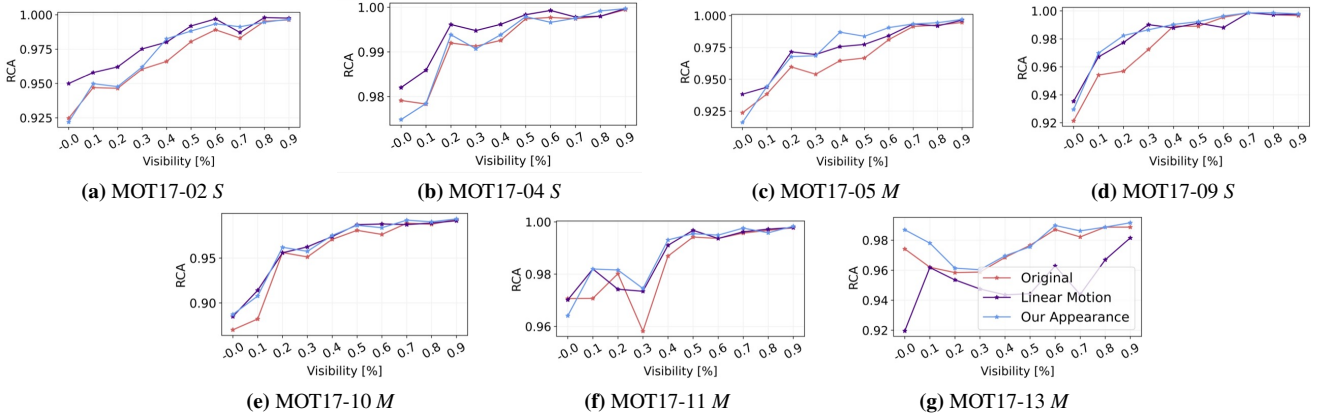 1.000
0.975
0.950
0.925
RCA
-0.0 0.1 0.2 0.3 0.4 0.5 0.6 0.7 0.8 0.9
Visibility [%]
(a) MOT17-02 S
1.00
0.99
0.98
RCA
-0.0 0.1 0.2 0.3 0.4 0.5 0.6 0.7 0.8 0.9
Visibility [%]
(b) MOT17-04 S
1.000
0.975
0.950
0.925
RCA
-0.0 0.1 0.2 0.3 0.4 0.5 0.6 0.7 0.8 0.9
Visibility [%]
(c) MOT17-05 M
1.00
0.98
0.96
0.94
0.92
RCA
-0.0 0.1 0.2 0.3 0.4 0.5 0.6 0.7 0.8 0.9
Visibility [%]
(d) MOT17-09 S
0.95
0.90
RCA
-0.0 0.1 0.2 0.3 0.4 0.5 0.6 0.7 0.8 0.9
Visibility [%]
(e) MOT17-10 M
1.00
0.98
0.96
RCA
-0.0 0.1 0.2 0.3 0.4 0.5 0.6 0.7 0.8 0.9
Visibility [%]
(f) MOT17-11 M
0.98
0.96
0.94
0.92
RCA
Original
Linear Motion
Our Appearance
-0.0 0.1 0.2 0.3 0.4 0.5 0.6 0.7 0.8 0.9
Visibility [%]
(g) MOT17-13 M